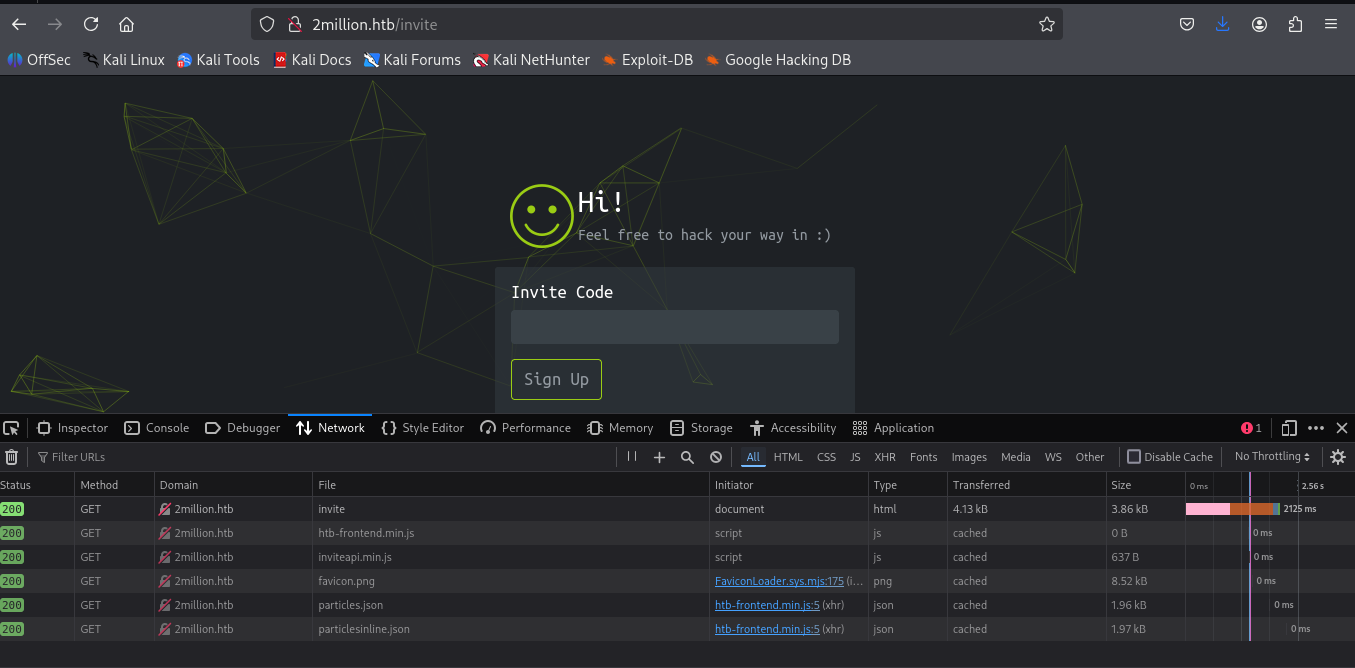 2million.htb/invite
OffSec Kali Linux Kali Tools Kali Docs Kali Forums Kali NetHunter Exploit-DB Google Hacking DB
Hi!
Feel free to hack your way in :)
Invite Code
Sign Up
Inspector Console Debugger Network Style Editor Performance Memory Storage Accessibility Application 1
Filter URLs All HTML CSS JS XHR Fonts Images Media WS Other Disable Cache No Throttling
Status Method Domain File Initiator Type Transferred Size 0 ms 2.56 s
200 GET 2million.htb invite document html 4.13 kB 3.86 kB 2125 ms
200 GET 2million.htb htb-frontend.min.js script js cached 0 B 0 ms
200 GET 2million.htb inviteapi.min.js script js cached 637 B 0 ms
200 GET 2million.htb favicon.png FaviconLoader.sys.mjs:175 (i... png cached 8.52 kB 0 ms
200 GET 2million.htb particles.json htb-frontend.min.js:5 (xhr) json cached 1.96 kB 0 ms
200 GET 2million.htb particlesinline.json htb-frontend.min.js:5 (xhr) json cached 1.97 kB 0 ms